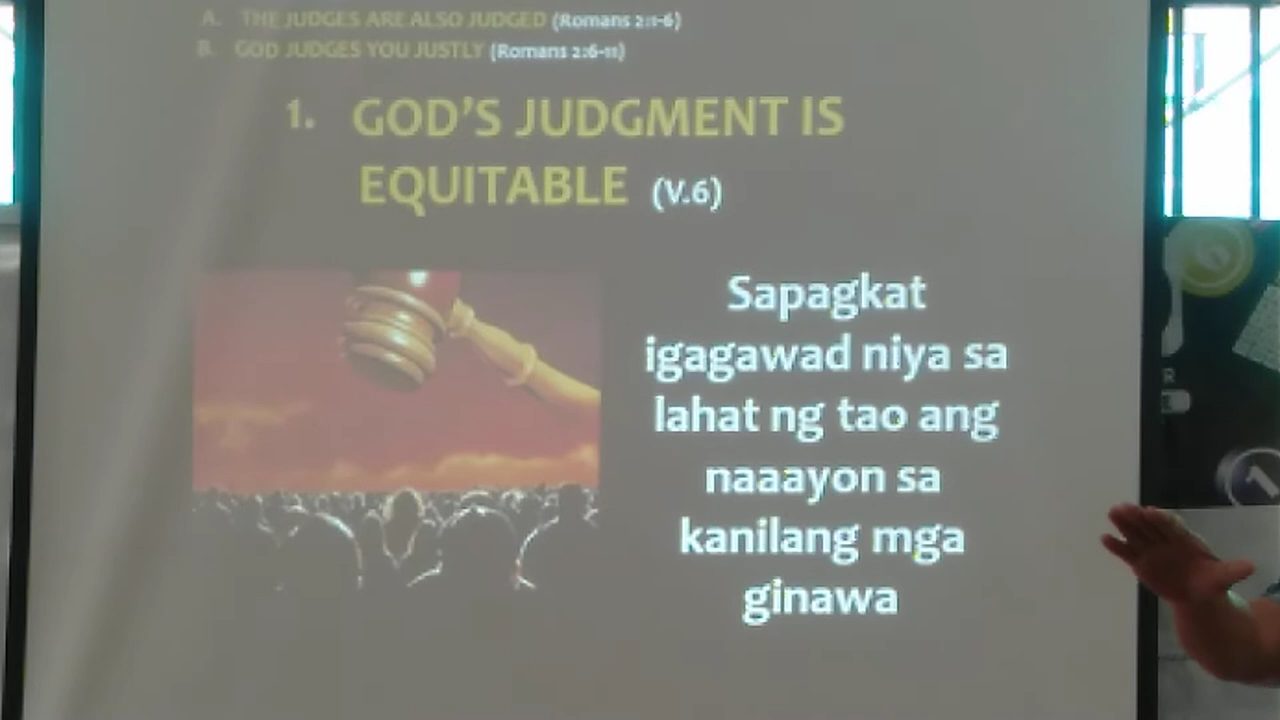 A. THE JUDGES ARE ALSO JUDGED (Romans 2:1-6)
B. GOD JUDGES YOU JUSTLY (Romans 2:6-11)
1. GOD'S JUDGMENT IS
EQUITABLE (V.6)
Sapagkat
igagawad niya sa
lahat ng tao ang
naaayon sa
kanilang mga
ginawa